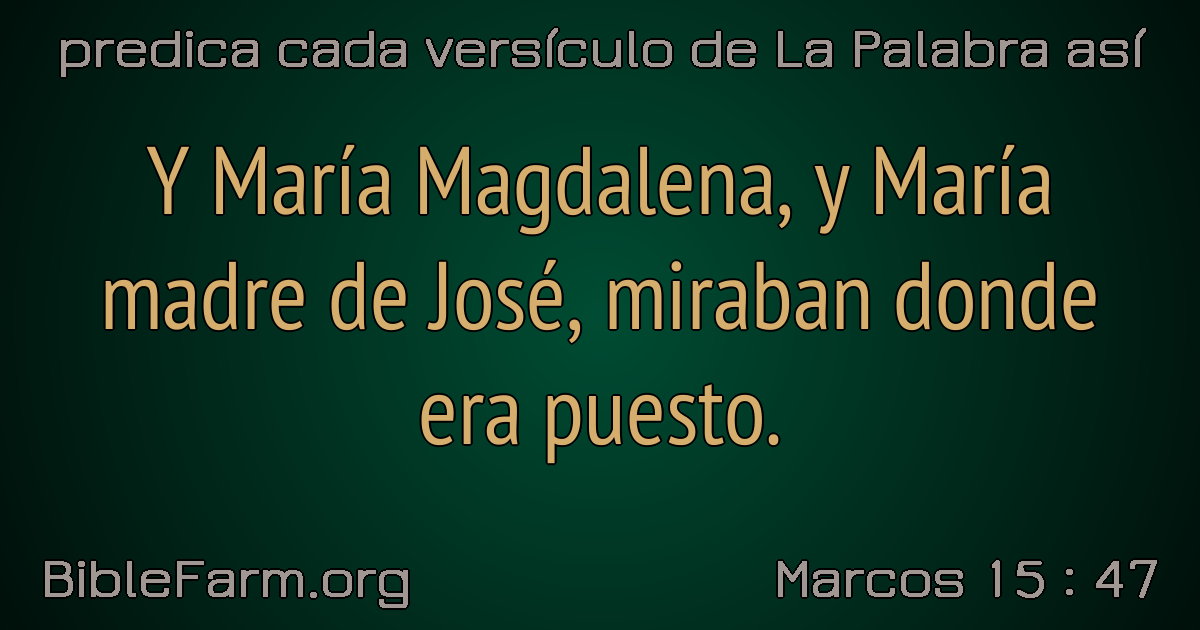 predica cada versículo de La Palabra así
Y María Magdalena, y María
madre de José, miraban donde
era puesto.
BibleFarm.org
Marcos 15 : 47